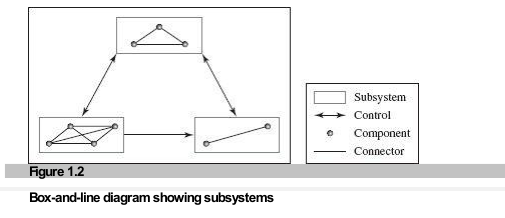 Subsystem
Control
Component
Connector
Figure 1.2
Box-and-line diagram showing subsystems